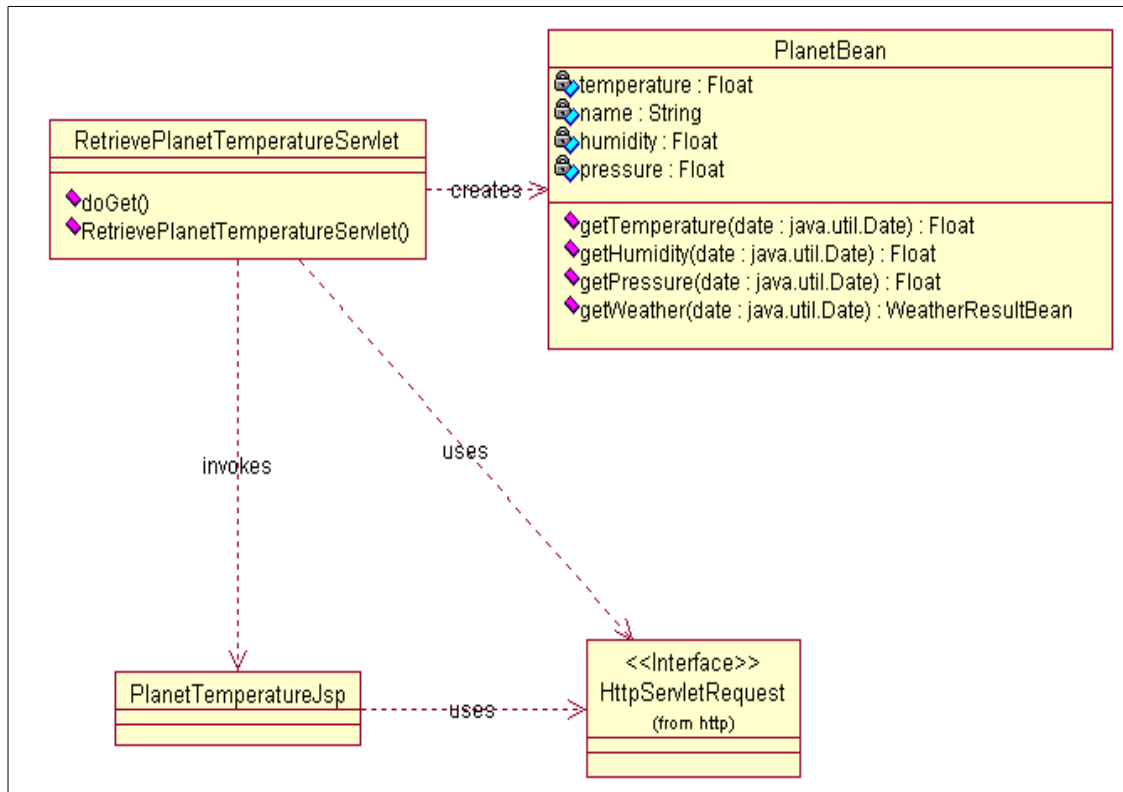 PlanetBean
temperature : Float
name : String
humidity : Float
pressure : Float
getTemperature(date : java.util.Date) : Float
getHumidity(date : java.util.Date) : Float
getPressure(date : java.util.Date) : Float
getWeather(date : java.util.Date) : WeatherResultBean
RetrievePlanetTemperatureServlet
doGet()
RetrievePlanetTemperatureServlet()
creates
invokes
uses
PlanetTemperatureJsp
uses
<<Interface>>
HttpServletRequest
(from http)